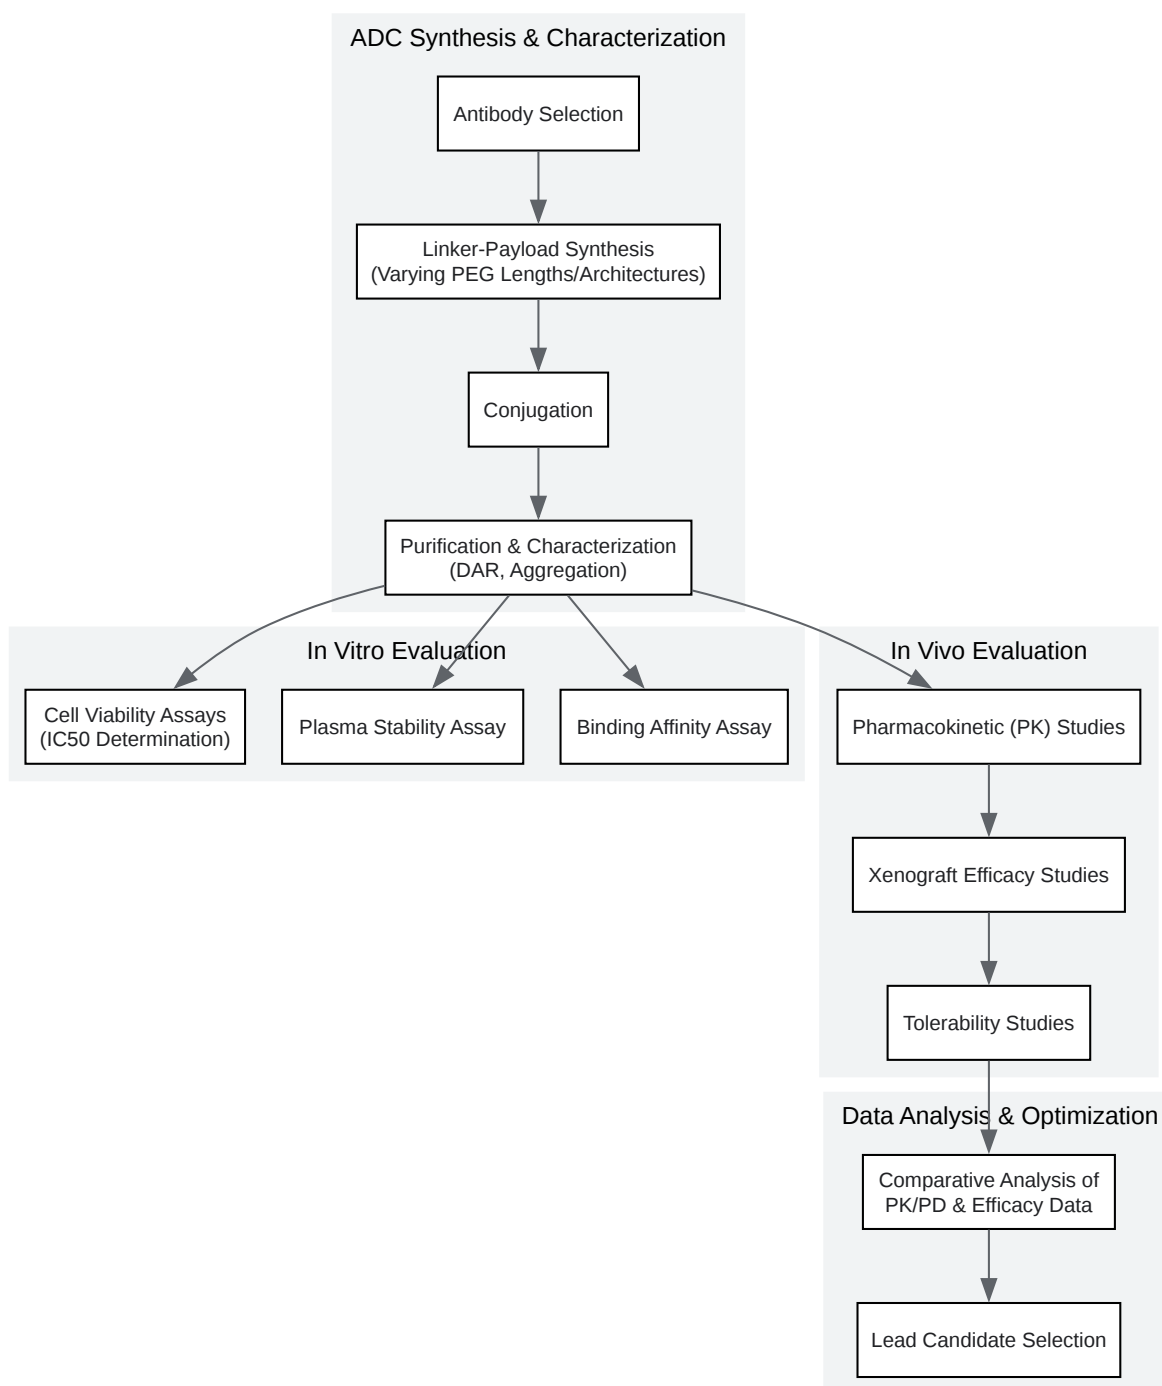 ADC Synthesis & Characterization
Antibody Selection
Linker-Payload Synthesis
(Varying PEG Lengths/Architectures)
Conjugation
Purification & Characterization
(DAR, Aggregation)
In Vitro Evaluation
Cell Viability Assays
(IC50 Determination)
Plasma Stability Assay
Binding Affinity Assay
In Vivo Evaluation
Pharmacokinetic (PK) Studies
Xenograft Efficacy Studies
Tolerability Studies
Data Analysis & Optimization
Comparative Analysis of
PK/PD & Efficacy Data
Lead Candidate Selection